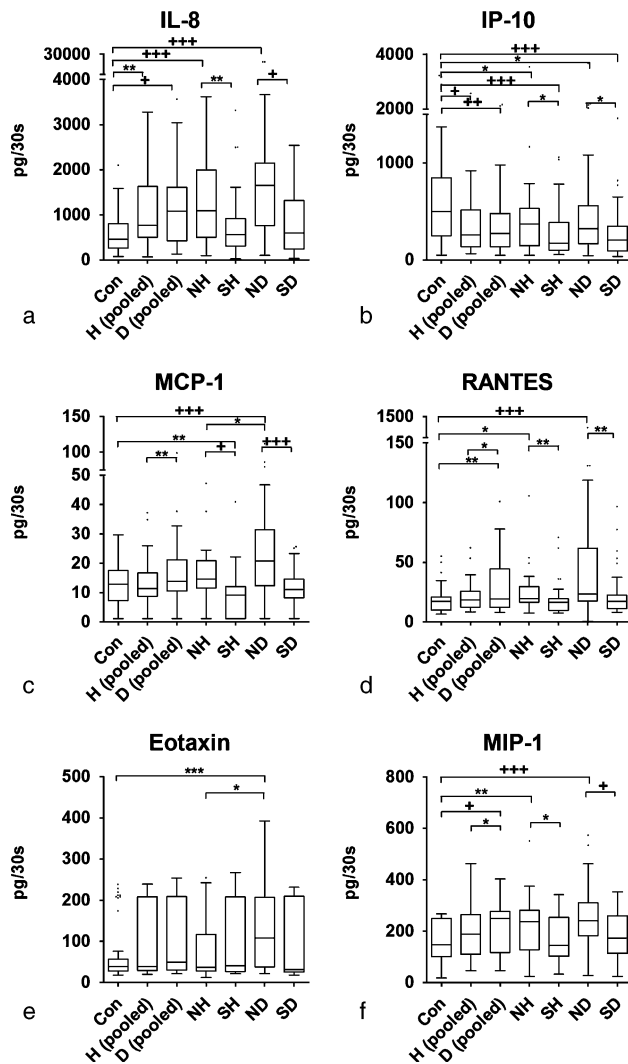 IL-8
IP-10
+++
+++
**
+
**
+
+++
*
*
+++
+
++
*
*
30000
4000
3000
2000
1000
0
pg/30s
4000
2000
1000
0
pg/30s
Con
H (pooled)
D (pooled)
NH
SH
ND
SD
Con
H (pooled)
D (pooled)
NH
SH
ND
SD
a
b
MCP-1
RANTES
+++
*
**
**
+
+++
+++
*
*
**
**
**
150
100
50
40
30
20
10
0
pg/30s
1500
150
100
50
0
pg/30s
Con
H (pooled)
D (pooled)
NH
SH
ND
SD
Con
H (pooled)
D (pooled)
NH
SH
ND
SD
c
d
Eotaxin
MIP-1
***
*
+++
**
+
*
*
+
500
400
300
200
100
0
pg/30s
800
600
400
200
0
pg/30s
Con
H (pooled)
D (pooled)
NH
SH
ND
SD
Con
H (pooled)
D (pooled)
NH
SH
ND
SD
e
f